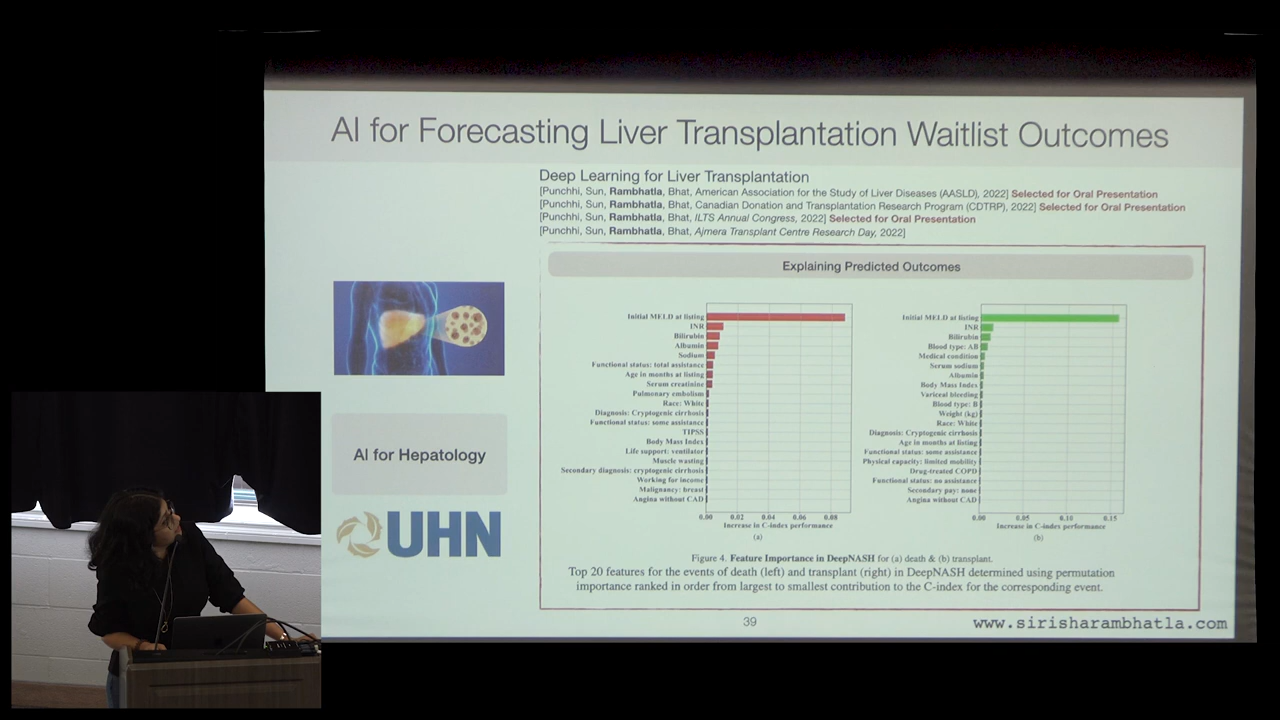 AI for Forecasting Liver Transplantation Waitlist Outcomes
Deep Learning for Liver Transplantation
[Punchhi, Sun, Rambhatla, Bhat, American Association for the Study of Liver Diseases (AASLD), 2022] Selected for Oral Presentation
[Punchhi, Sun, Rambhatla, Bhat, Canadian Donation and Transplantation Research Program (CDTRP), 2022] Selected for Oral Presentation
[Punchhi, Sun, Rambhatla, Bhat, ILTS Annual Congress, 2022] Selected for Oral Presentation
[Punchhi, Sun, Rambhatla, Bhat, Ajmera Transplant Centre Research Day, 2022]
Explaining Predicted Outcomes
Initial MELD at listing
INR
Bilirubin
Albumin
Sodium
Functional status: total assistance
Age in months at listing
Serum creatinine
Pulmonary embolism
Race: White
Diagnosis: Cryptogenic cirrhosis
Functional status: some assistance
TIPSS
Body Mass Index
Life support: ventilator
Muscle wasting
Secondary diagnosis: cryptogenic cirrhosis
Working for income
Malignancy: breast
Angina without CAD
0.00 0.02 0.04 0.06 0.08
Increase in C-index performance
(a)
Initial MELD at listing
INR
Bilirubin
Blood type: AB
Medical condition
Serum sodium
Albumin
Body Mass Index
Variceal bleeding
Blood type: B
Weight (kg)
Race: White
Diagnosis: Cryptogenic cirrhosis
Age in months at listing
Functional status: some assistance
Physical capacity: limited mobility
Drug-treated COPD
Functional status: no assistance
Secondary pay: none
Angina without CAD
0.00 0.05 0.10 0.15
Increase in C-index performance
(b)
Figure 4. Feature Importance in DeepNASH for (a) death & (b) transplant.
Top 20 features for the events of death (left) and transplant (right) in DeepNASH determined using permutation
importance ranked in order from largest to smallest contribution to the C-index for the corresponding event.
AI for Hepatology
UHN
39
www.sirisharambhatla.com